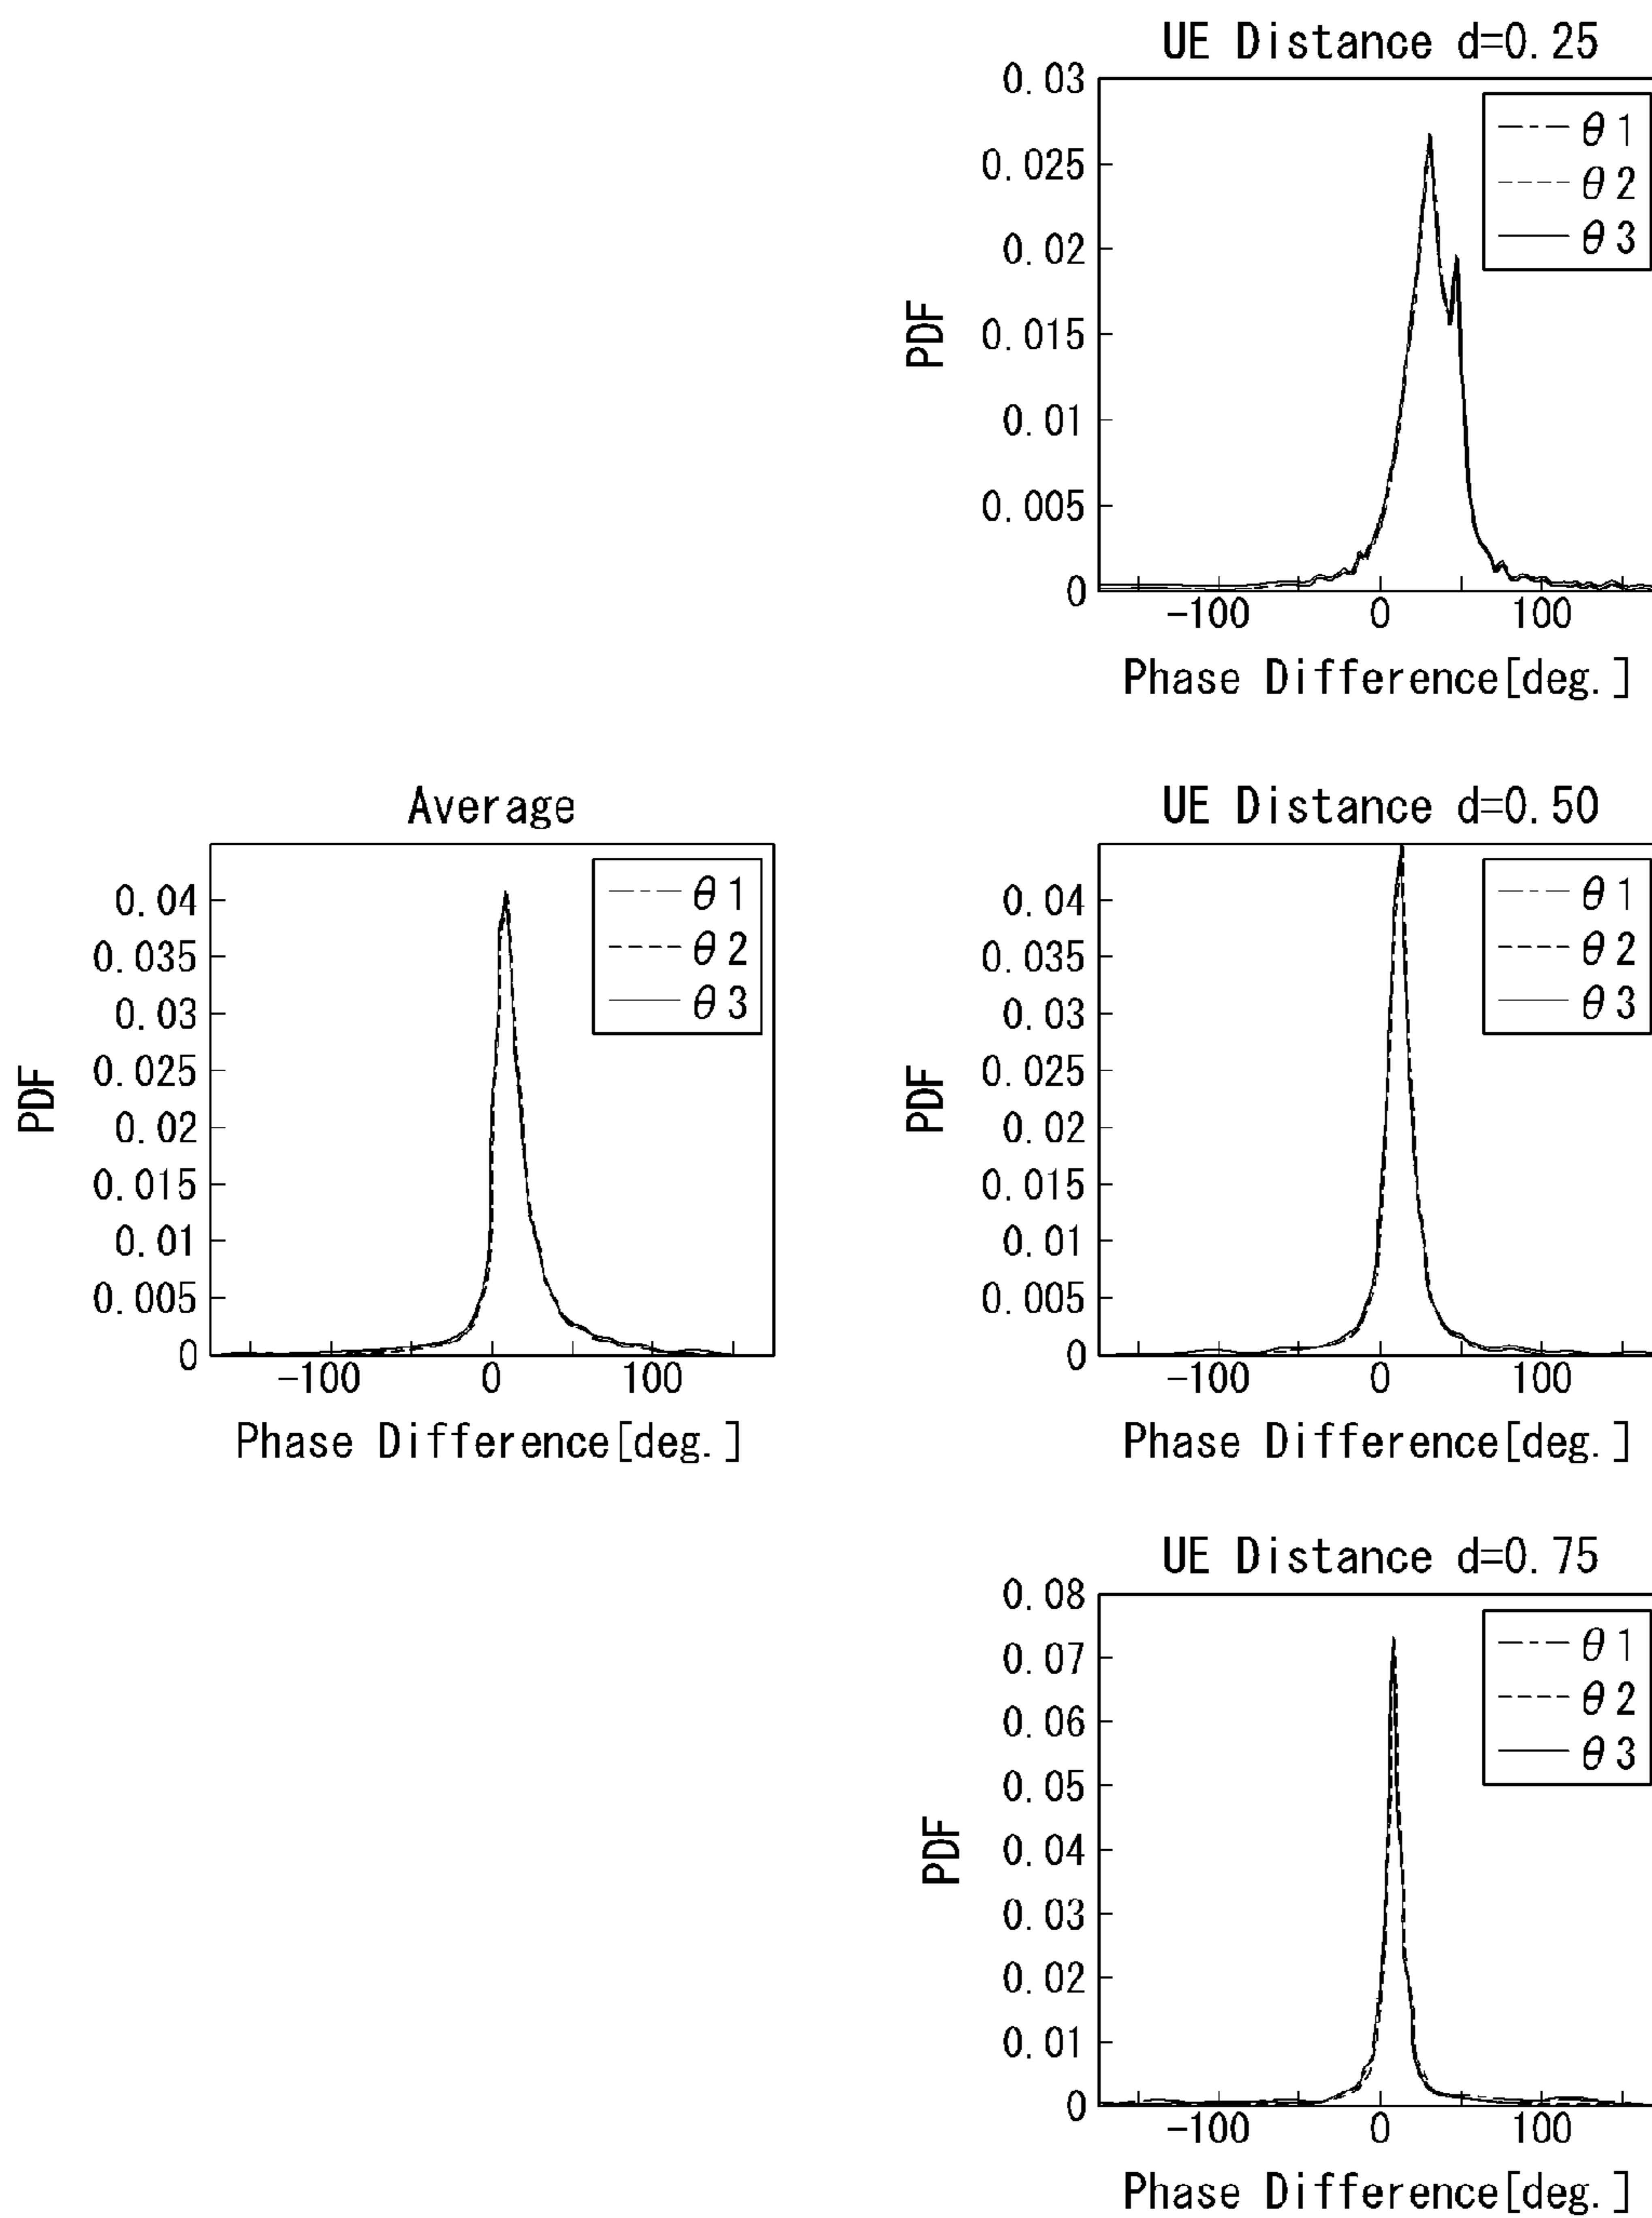 UE Distance d=0.25
0.03
0.025
0.02
0.015
0.01
0.005
0
PDF
-100 0 100
Phase Difference[deg.]
θ1
θ2
θ3
Average
0.04
0.035
0.03
0.025
0.02
0.015
0.01
0.005
0
PDF
-100 0 100
Phase Difference[deg.]
θ1
θ2
θ3
UE Distance d=0.50
0.04
0.035
0.03
0.025
0.02
0.015
0.01
0.005
0
PDF
-100 0 100
Phase Difference[deg.]
θ1
θ2
θ3
UE Distance d=0.75
0.08
0.07
0.06
0.05
0.04
0.03
0.02
0.01
0
PDF
-100 0 100
Phase Difference[deg.]
θ1
θ2
θ3